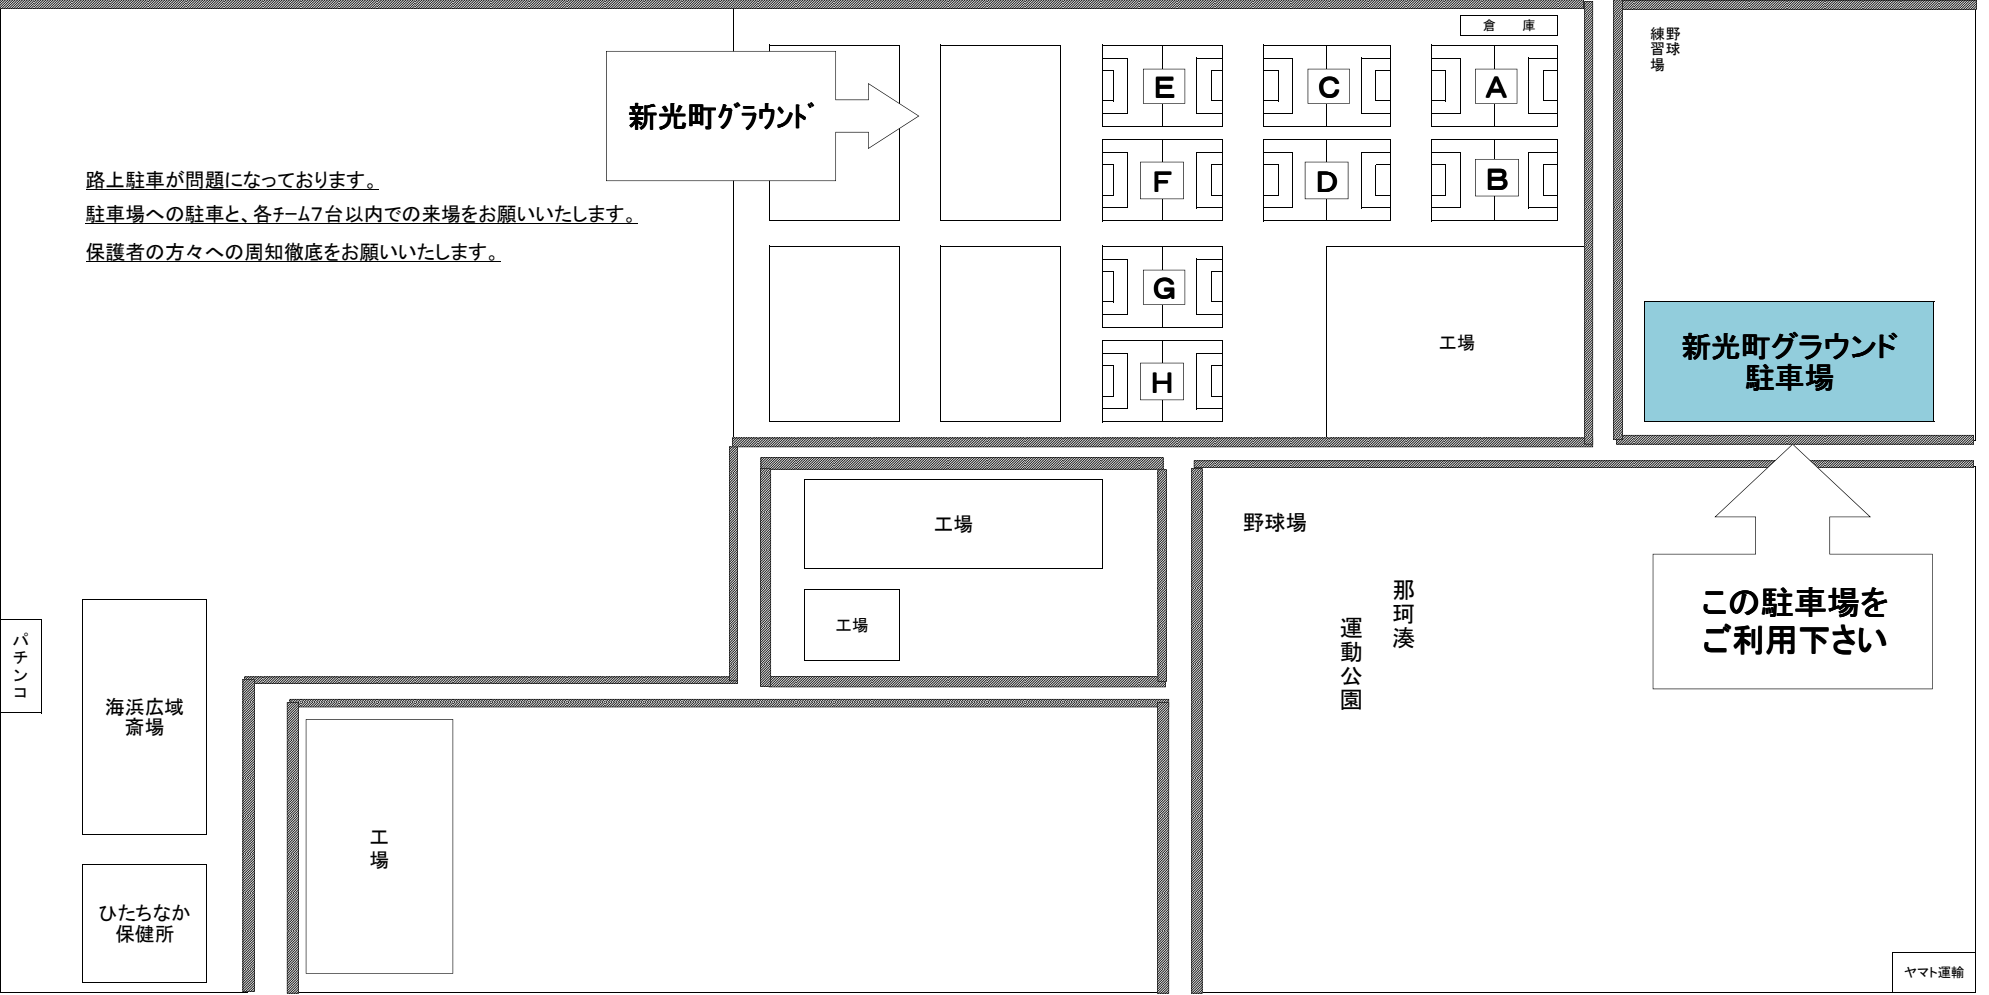 倉　庫
野球
練習場
E
C
A
新光町ｸﾞﾗｳﾝﾄﾞ
F
D
B
路上駐車が問題になっております。
駐車場への駐車と、各ﾁｰﾑ7台以内での来場をお願いいたします。
保護者の方々への周知徹底をお願いいたします。
G
H
工場
新光町グラウンド
駐車場
工場
野球場
那珂湊
運動公園
この駐車場を
ご利用下さい
工場
パチンコ
海浜広域
斎場
工場
ひたちなか
保健所
ヤマト運輸